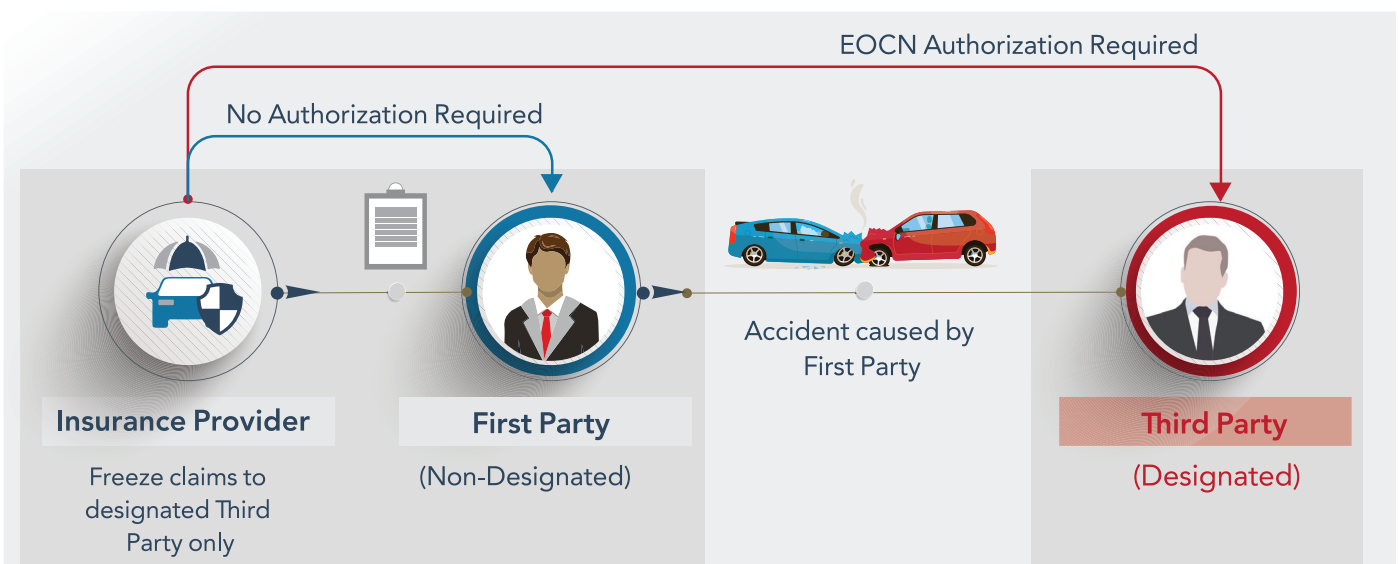 EOCN Authorization Required
No Authorization Required
Accident caused by
First Party
Insurance Provider
First Party
Third Party
Freeze claims to
designated Third
Party only
(Non-Designated)
(Designated)